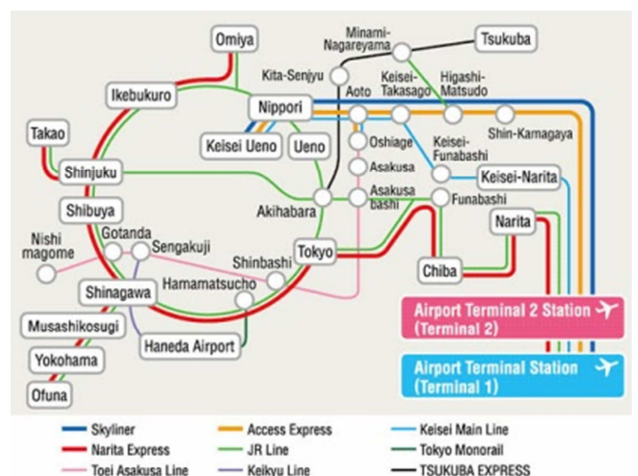 Omiya
Minami-
Nagareyama
Tsukuba
Kita-Senjyu
Keisei-
Takasago
Higashi-
Matsudo
Ikebukuro
Nippori
Aoto
Takao
Keisei Ueno
Ueno
Oshiage
Shin-Kamagaya
Keisei-
Funabashi
Shinjuku
Asakusa
Keisei-Narita
Shibuya
Akihabara
Asakusa
bashi
Funabashi
Gotanda
Narita
Nishi
magome
Sengakuji
Tokyo
Shinbashi
Chiba
Hamamatsucho
Shinagawa
Airport Terminal 2 Station
(Terminal 2)
Musashikosugi
Haneda Airport
Yokohama
Airport Terminal Station
(Terminal 1)
Ofuna
Skyliner
Access Express
Keisei Main Line
Narita Express
JR Line
Tokyo Monorail
Toei Asakusa Line
Keikyu Line
TSUKUBA EXPRESS